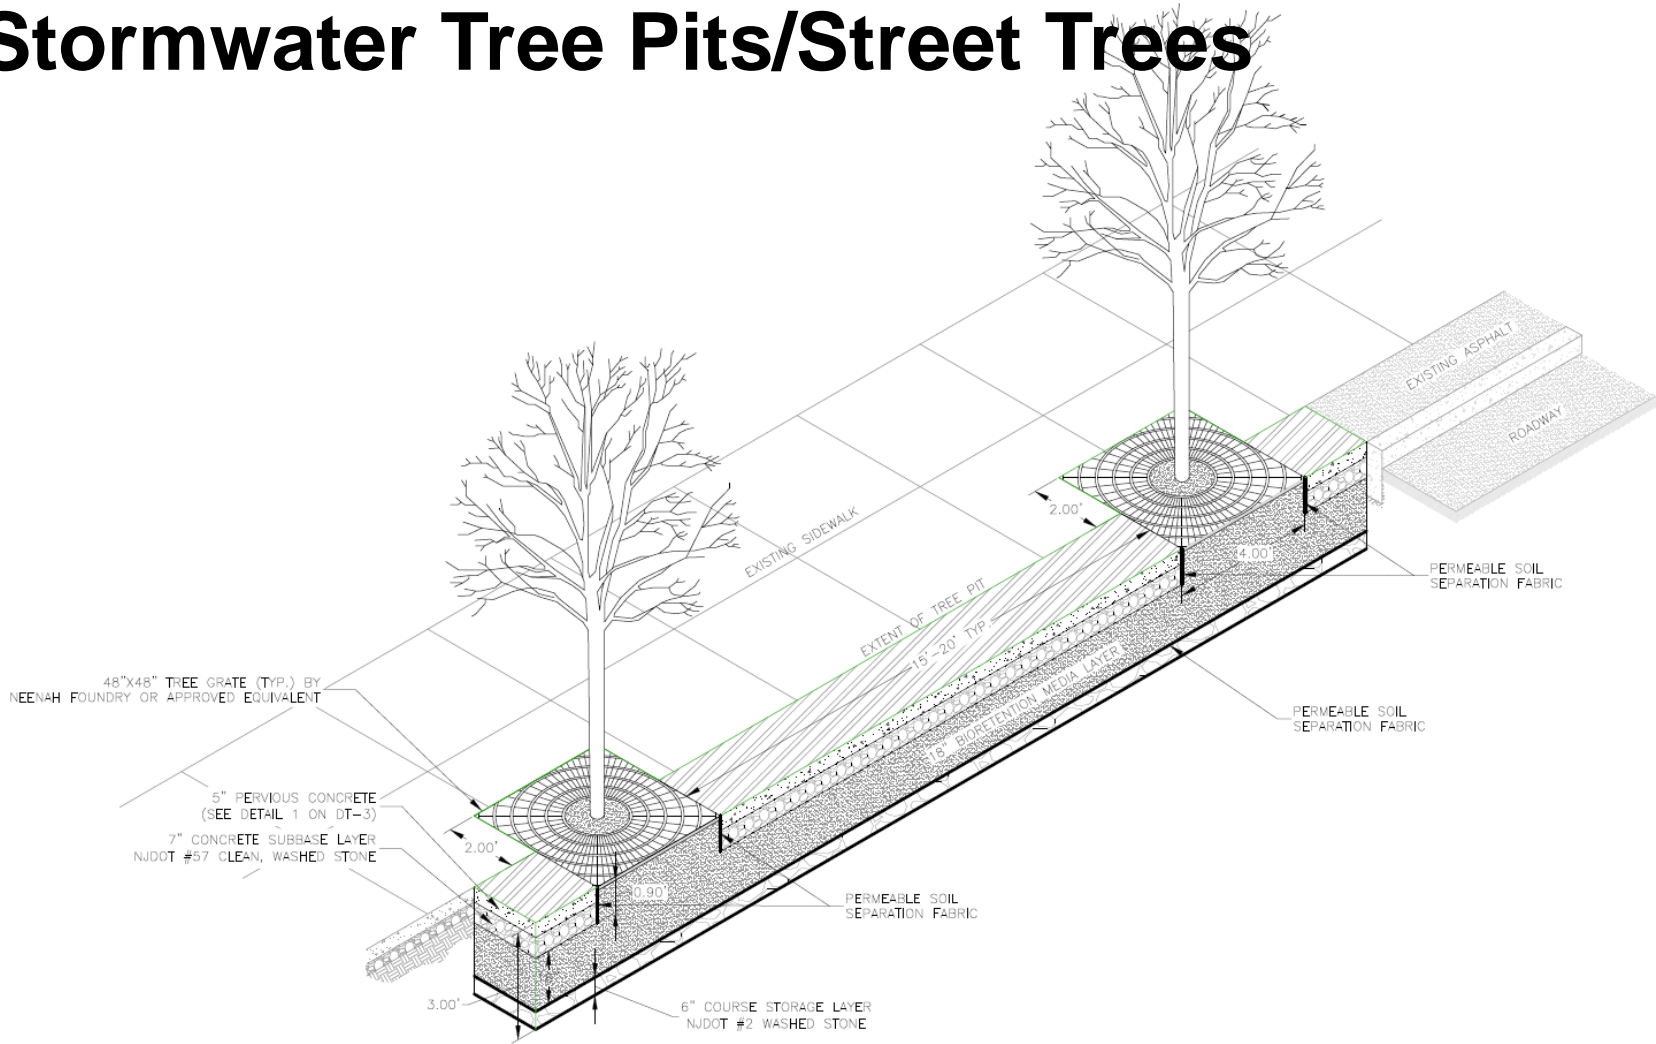 Stormwater Tree Pits/Street Trees
EXISTING ASPHALT
ROADWAY
2.00'
EXISTING SIDEWALK
4.00'
PERMEABLE SOIL
SEPARATION FABRIC
EXTENT OF TREE PIT
15'-20' TYP.
18" BIORETENTION MEDIA LAYER
48"X48" TREE GRATE (TYP.) BY
NEENAH FOUNDRY OR APPROVED EQUIVALENT
PERMEABLE SOIL
SEPARATION FABRIC
5" PERVIOUS CONCRETE
(SEE DETAIL 1 ON DT-3)
7" CONCRETE SUBBASE LAYER
NJDOT #57 CLEAN, WASHED STONE
2.00'
0.90'
PERMEABLE SOIL
SEPARATION FABRIC
3.00'
6" COURSE STORAGE LAYER
NJDOT #2 WASHED STONE